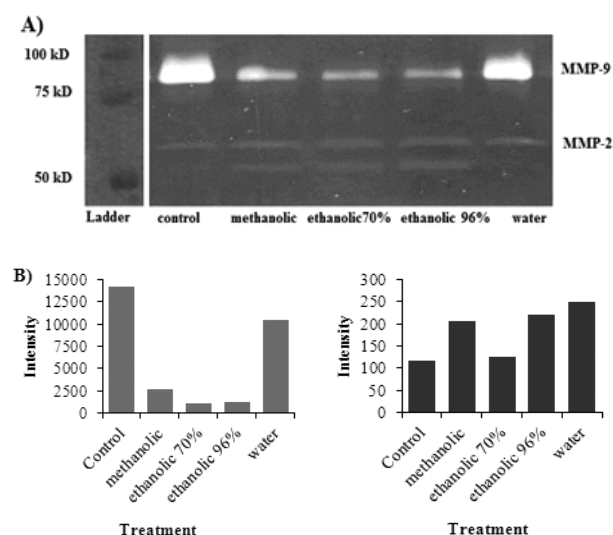 A)
100 kD
75 kD
50 kD
MMP-9
MMP-2
Ladder control methanolic ethanolic70% ethanolic 96% water
B)
15000
12500
10000
7500
5000
2500
0
Intensity
Control
methanolic
ethanolic 70%
ethanolic 96%
water
Treatment
300
250
200
150
100
50
0
Intensity
Control
methanolic
ethanolic 70%
ethanolic 96%
water
Treatment